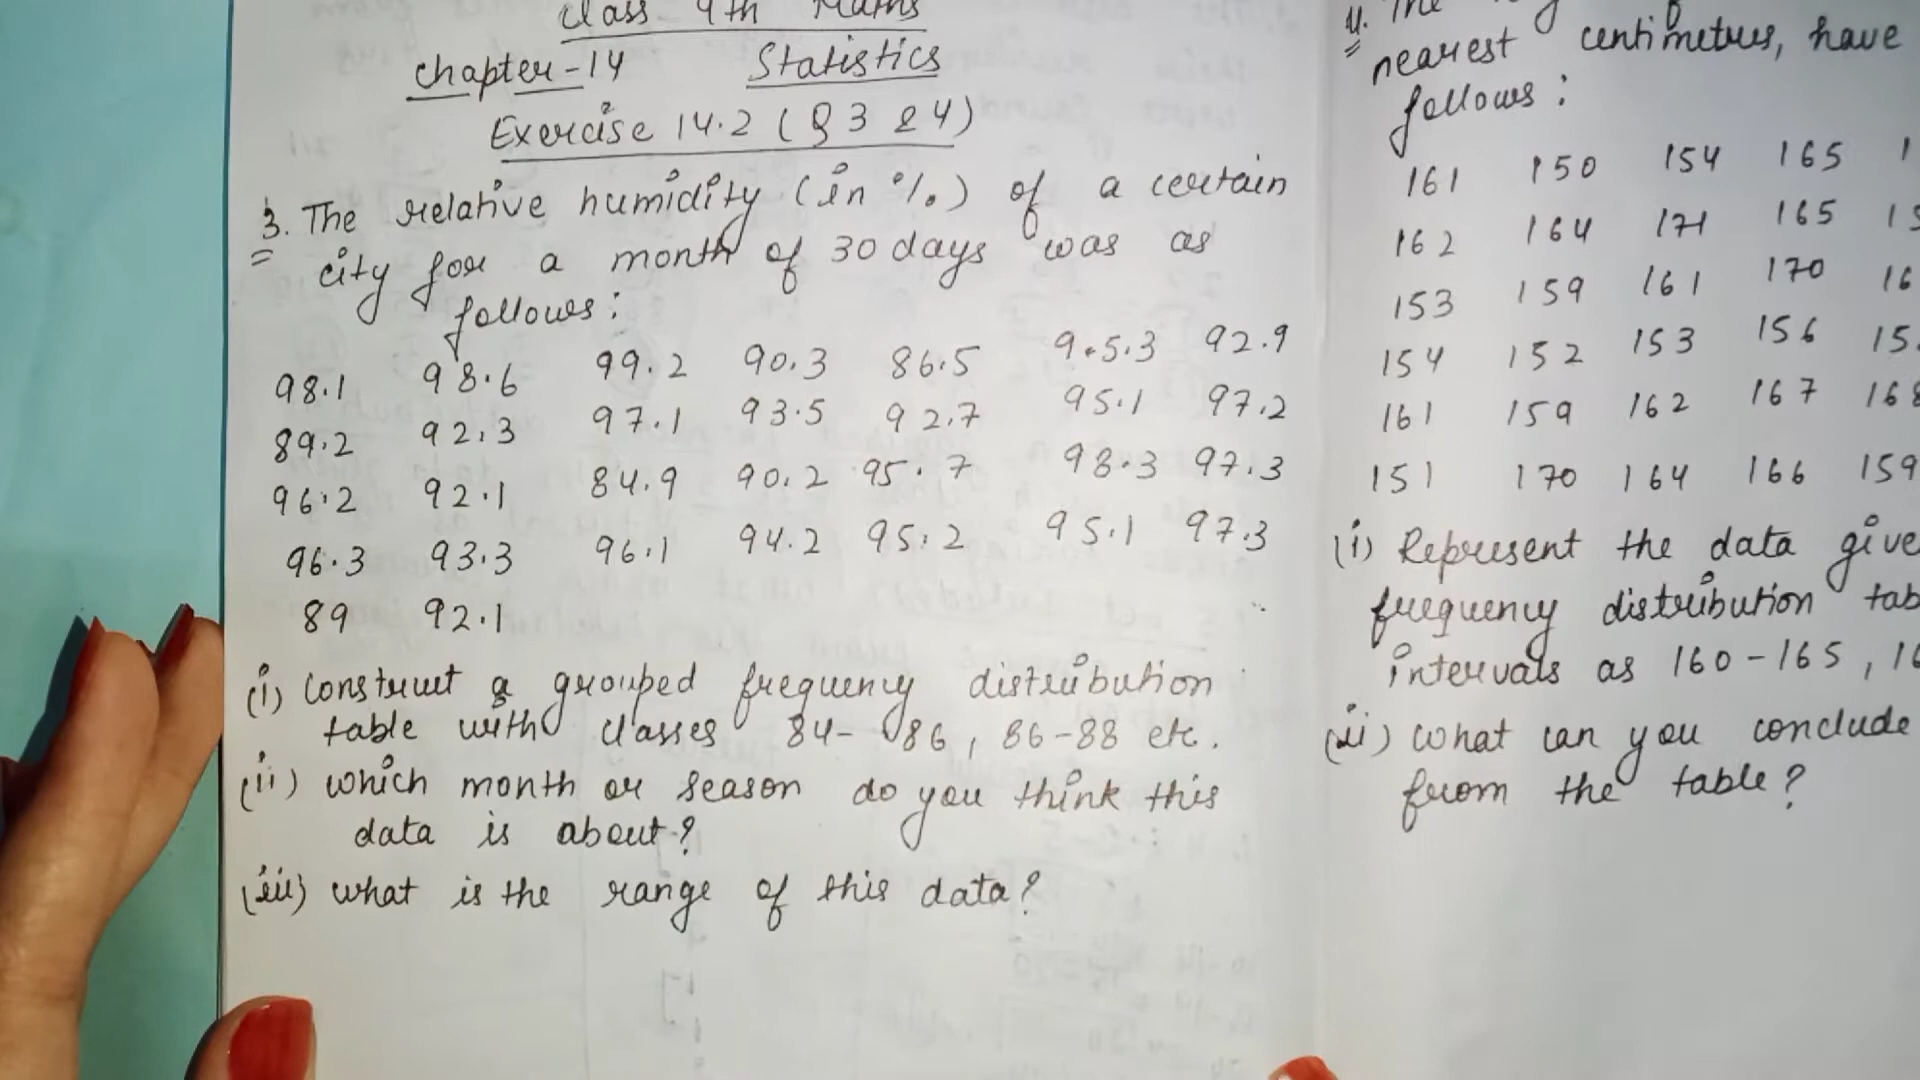 Class 9th Maths
Chapter-14 Statistics
Exercise 14.2 (Q 3 & 4)
3. The relative humidity (in %) of a certain
city for a month of 30 days was as
follows:
98.1 98.6 99.2 90.3 86.5 9.5.3 92.9
89.2 92.3 97.1 93.5 92.7 95.1 97.2
96.2 92.1 84.9 90.2 95.7 98.3 97.3
96.3 93.3 96.1 94.2 95.2 95.1 97.3
89 92.1
(i) Construct a grouped frequency distribution
table with classes 84-86, 86-88 etc.
(ii) which month or season do you think this
data is about?
(iii) what is the range of this data?
4. The
nearest centimetres, have
follows:
161 150 154 165
162 164 171 165
153 159 161 170
154 152 153 156
161 159 162 167
151 170 164 166 159
(i) Represent the data
frequency distribution
intervals as 160-165,
(ii) What can you conclude
from the table?